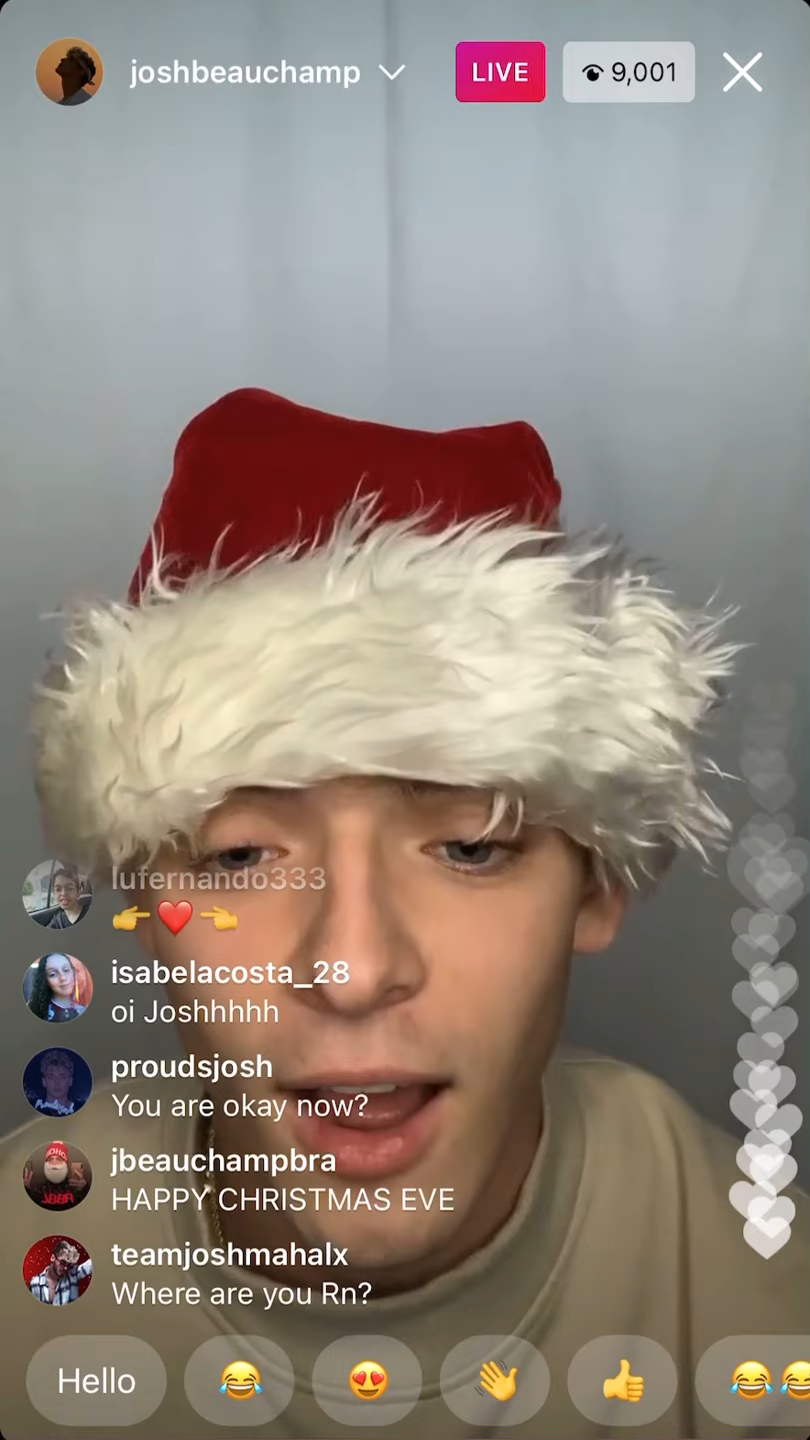 joshbeauchamp
LIVE
9,001
lufernando333
👉❤️👈
isabelacosta_28
oi Joshhhhh
proudsjosh
You are okay now?
jbeauchampbra
HAPPY CHRISTMAS EVE
teamjoshmahalx
Where are you Rn?
Hello 😂 😍 👋 👍 😂😂